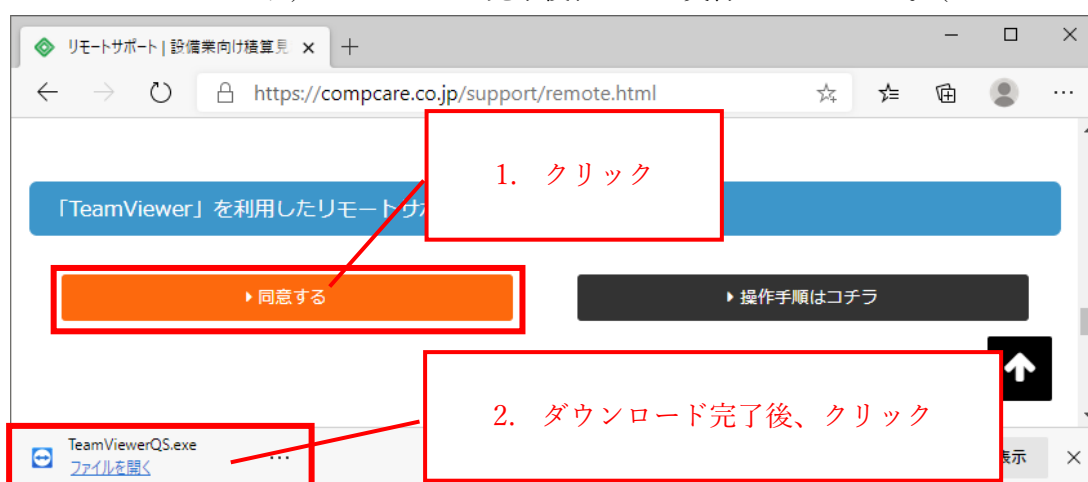 リモートサポート | 設備業向け積算見
https://compcare.co.jp/support/remote.html
1. クリック
「TeamViewer」を利用したリモートサ
同意する
操作手順はコチラ
2. ダウンロード完了後、クリック
TeamViewerQS.exe
ファイルを開く
表示